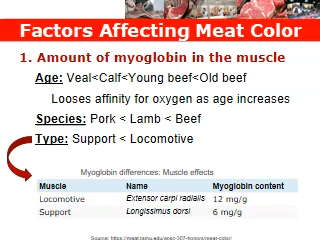 Factors Affecting Meat Color
1. Amount of myoglobin in the muscle
Age: Veal<Calf<Young beef<Old beef
Looses affinity for oxygen as age increases
Species: Pork < Lamb < Beef
Type: Support < Locomotive
Myoglobin differences: Muscle effects
Muscle Name Myoglobin content
Locomotive Extensor carpi radialis 12 mg/g
Support Longissimus dorsi 6 mg/g
Source: https://meat.tamu.edu/ansc-307-honors/meat-color/